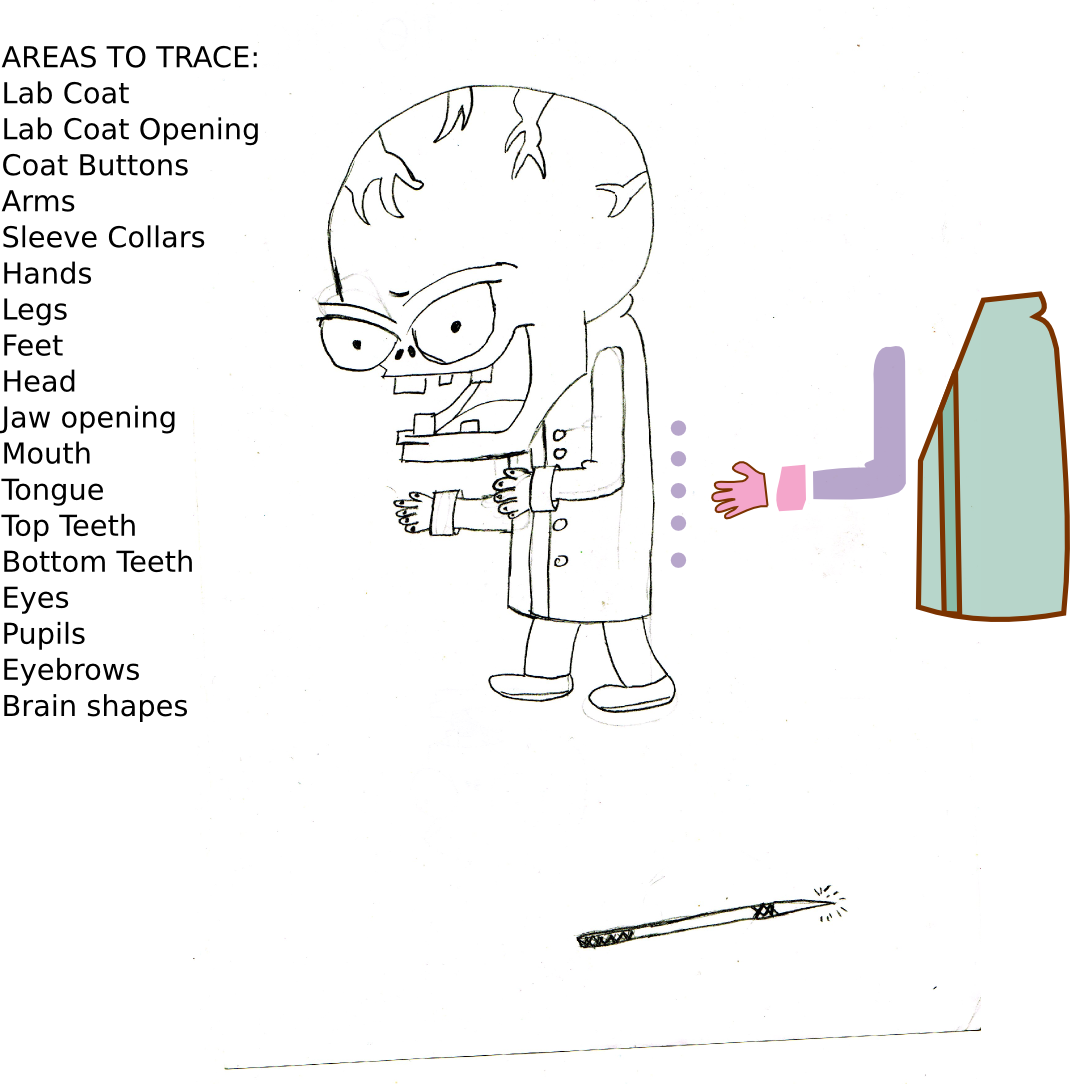 AREAS TO TRACE:
Lab Coat
Lab Coat Opening
Coat Buttons
Arms
Sleeve Collars
Hands
Legs
Feet
Head
Jaw opening
Mouth
Tongue
Top Teeth
Bottom Teeth
Eyes
Pupils
Eyebrows
Brain shapes